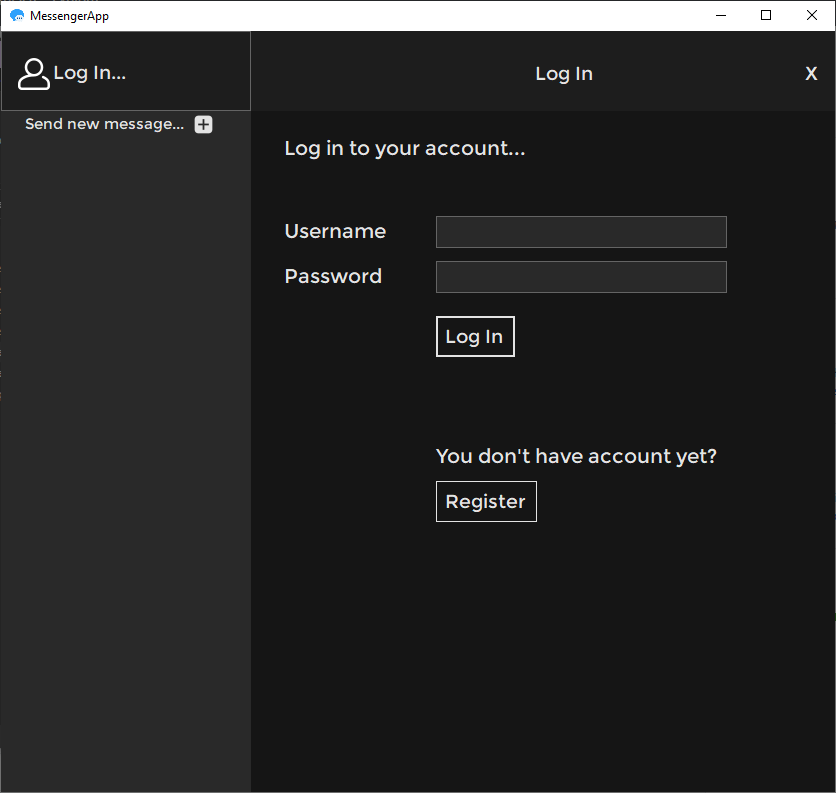 MessengerApp
Log In...
Log In
X
Send new message...
Log in to your account...
Username
Password
Log In
You don't have account yet?
Register